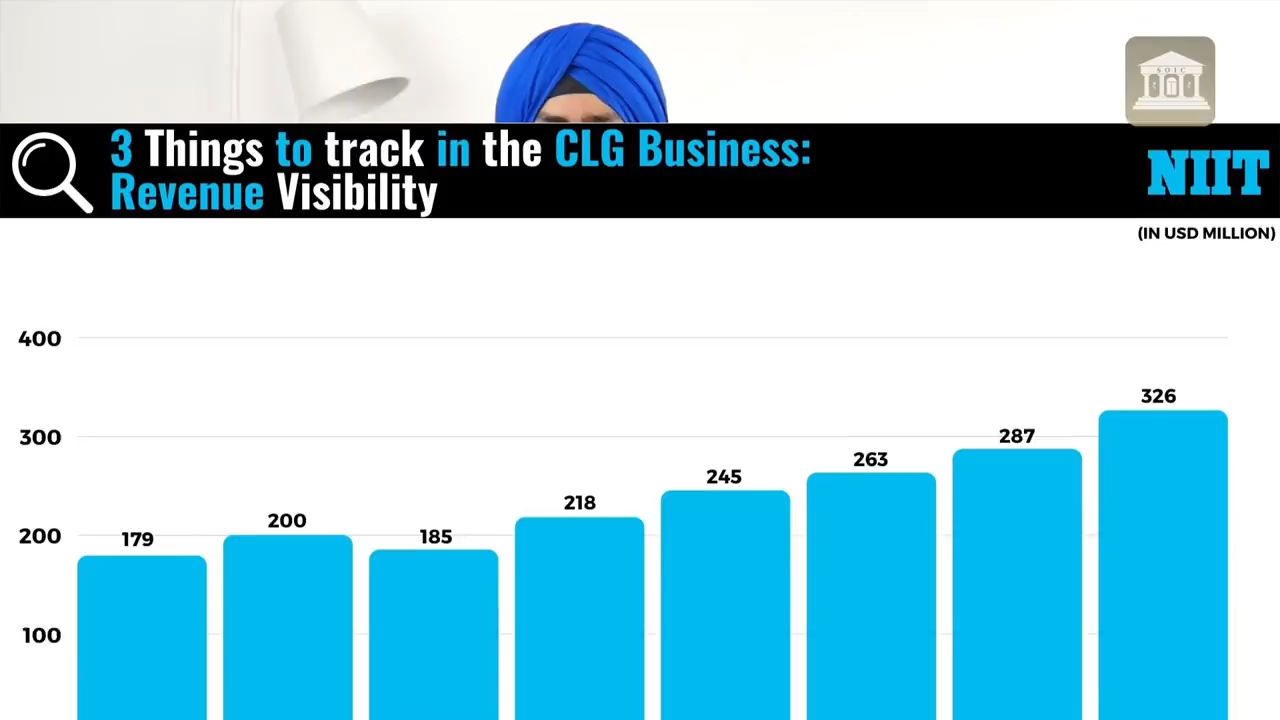 SOIC
3 Things to track in the CLG Business:
Revenue Visibility
NIIT
(IN USD MILLION)
400
300
200
100
179
200
185
218
245
263
287
326